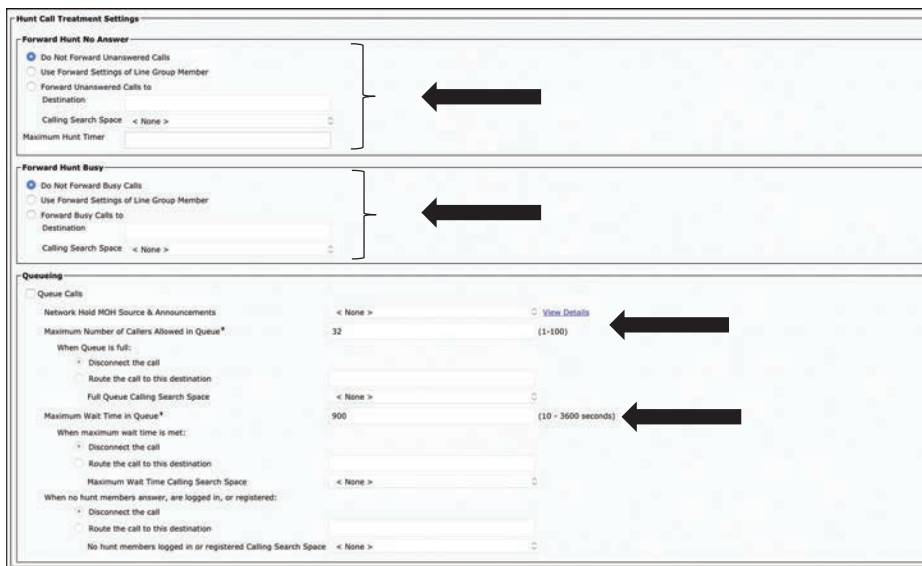 Hunt Call Treatment Settings
Forward Hunt No Answer
Do Not Forward Unanswered Calls
Use Forward Settings of Line Group Member
Forward Unanswered Calls to
Destination
Calling Search Space < None >
Maximum Hunt Timer
Forward Hunt Busy
Do Not Forward Busy Calls
Use Forward Settings of Line Group Member
Forward Busy Calls to
Destination
Calling Search Space < None >
Queueing
Queue Calls
Network Hold MOH Source & Announcements < None > View Details
Maximum Number of Callers Allowed in Queue* 32 (1-100)
When Queue is full:
Disconnect the call
Route the call to this destination
Full Queue Calling Search Space < None >
Maximum Wait Time in Queue* 900 (10 - 3600 seconds)
When maximum wait time is met:
Disconnect the call
Route the call to this destination
Maximum Wait Time Calling Search Space < None >
When no hunt members answer, are logged in, or registered:
Disconnect the call
Route the call to this destination
No hunt members logged in or registered Calling Search Space < None >